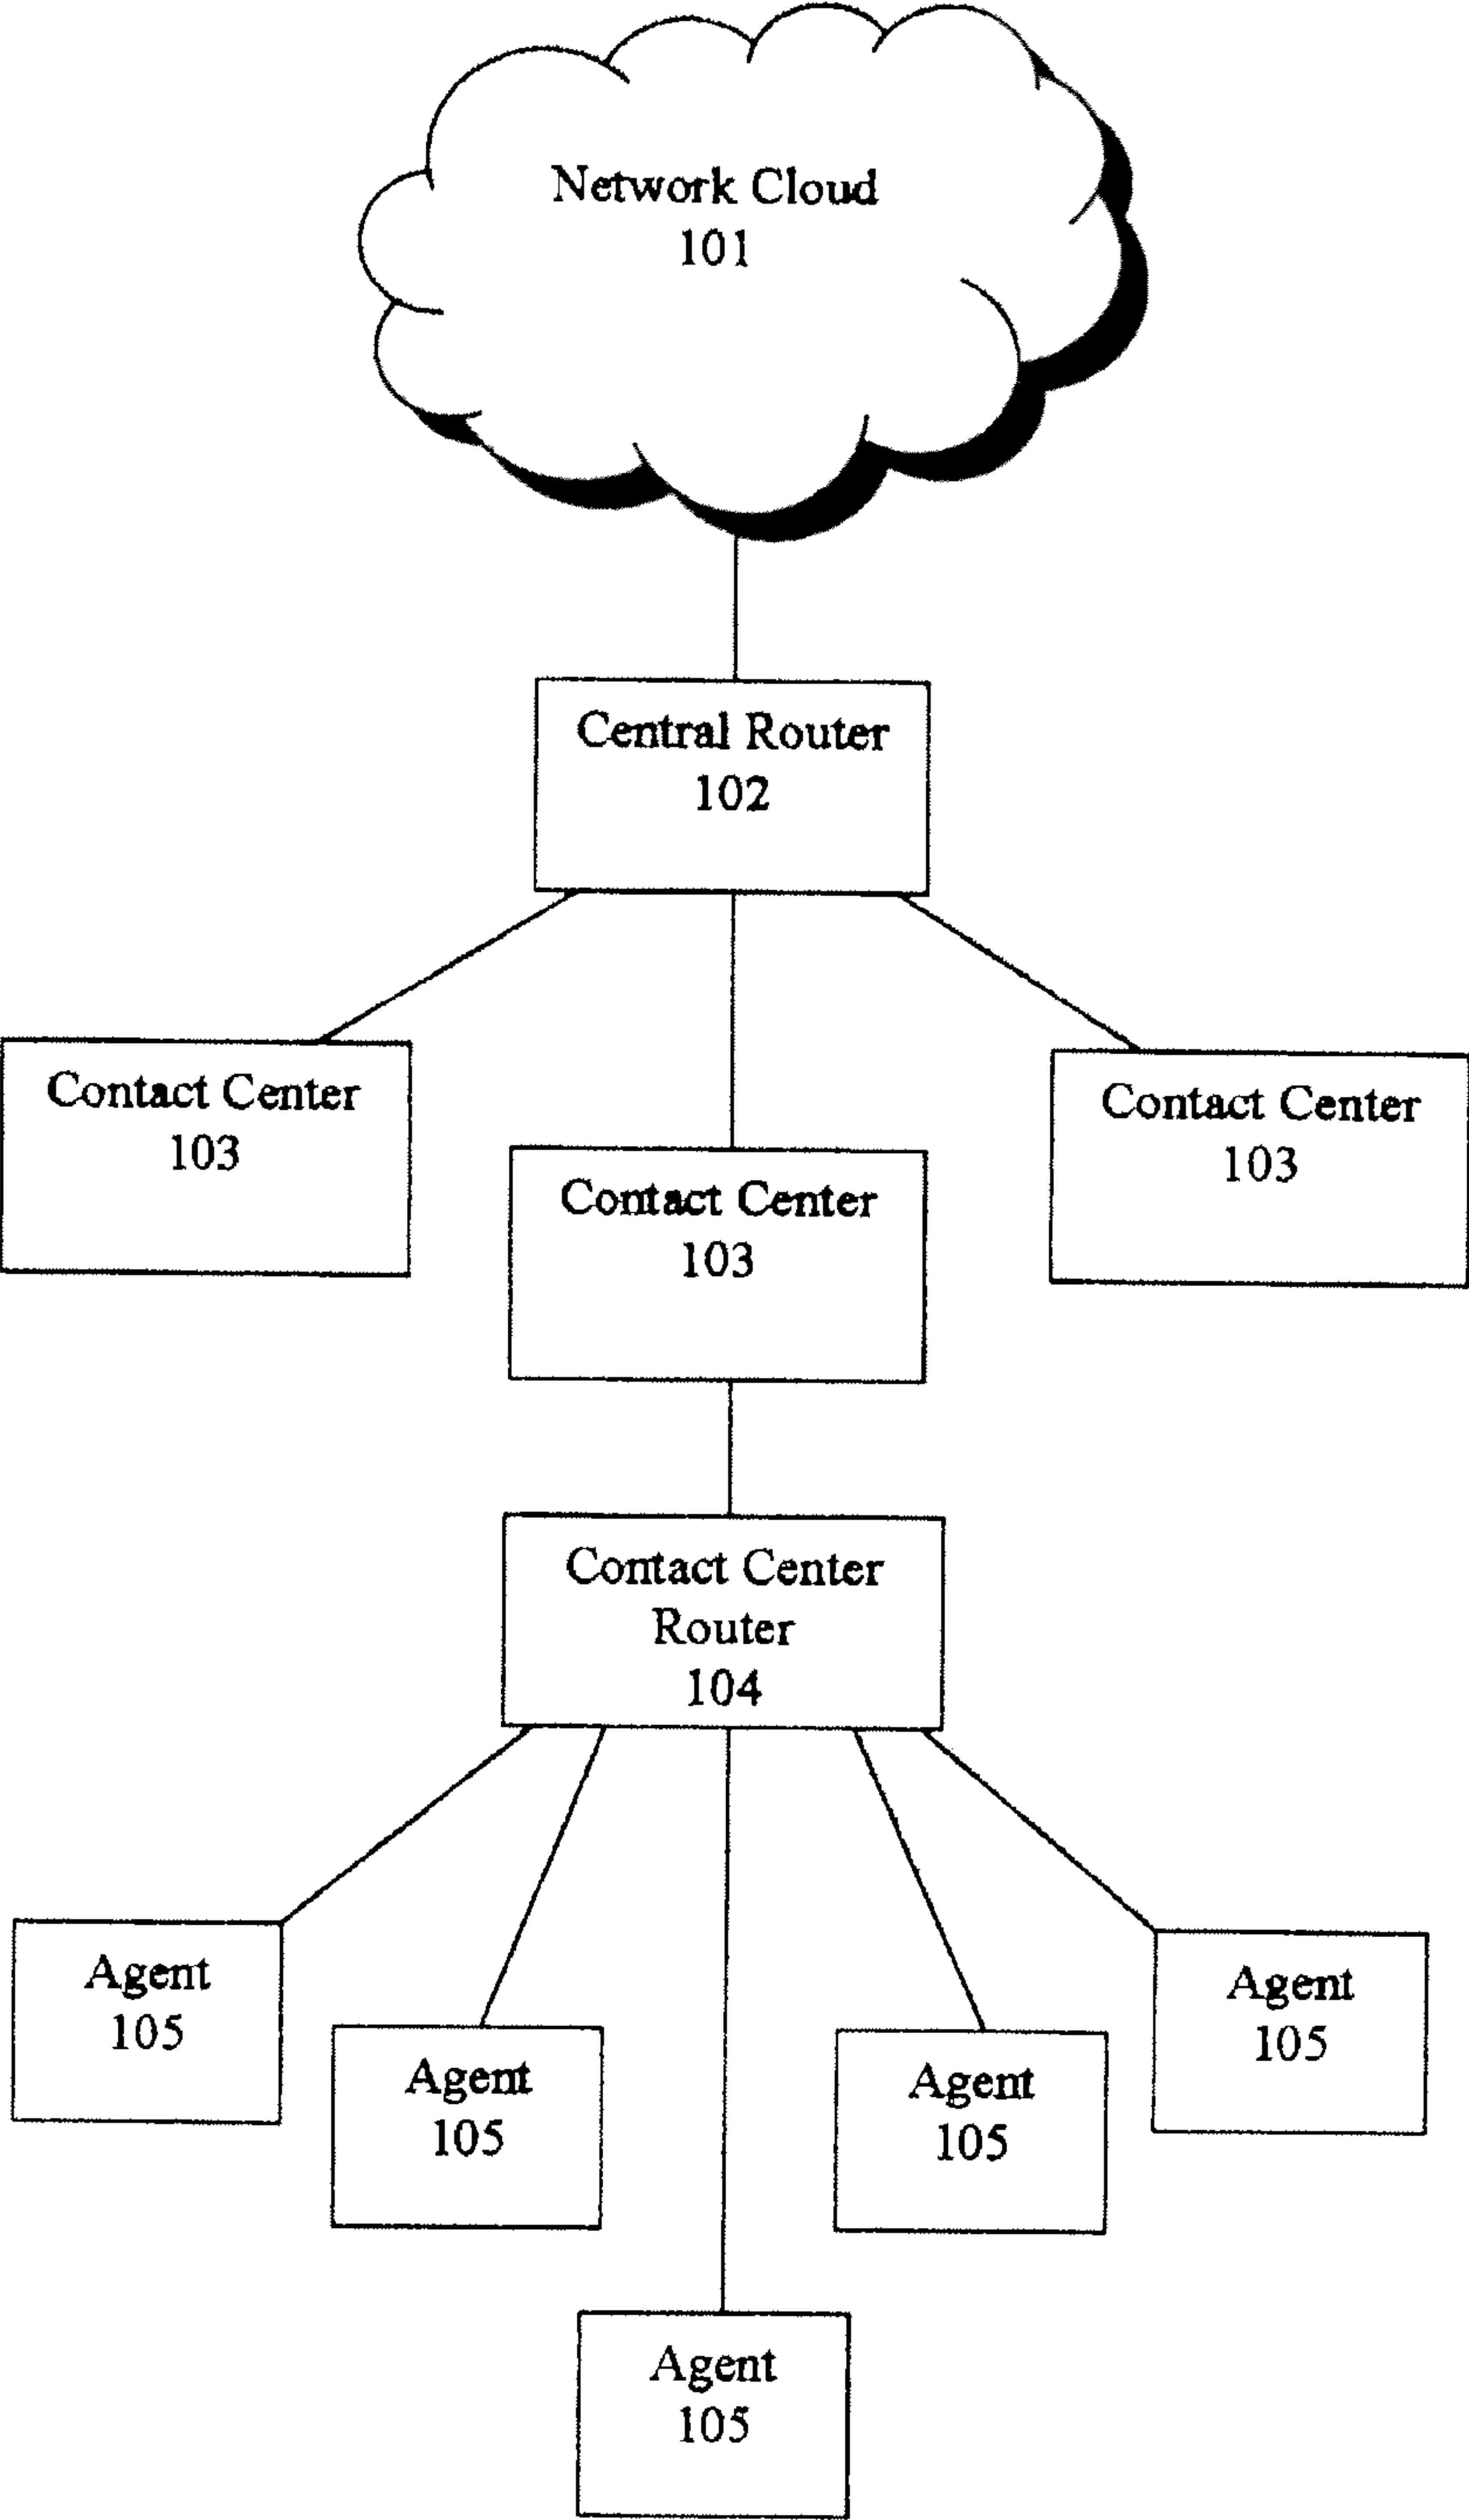 Network Cloud
101
Central Router
102
Contact Center
103
Contact Center
103
Contact Center
103
Contact Center
Router
104
Agent
105
Agent
105
Agent
105
Agent
105
Agent
105